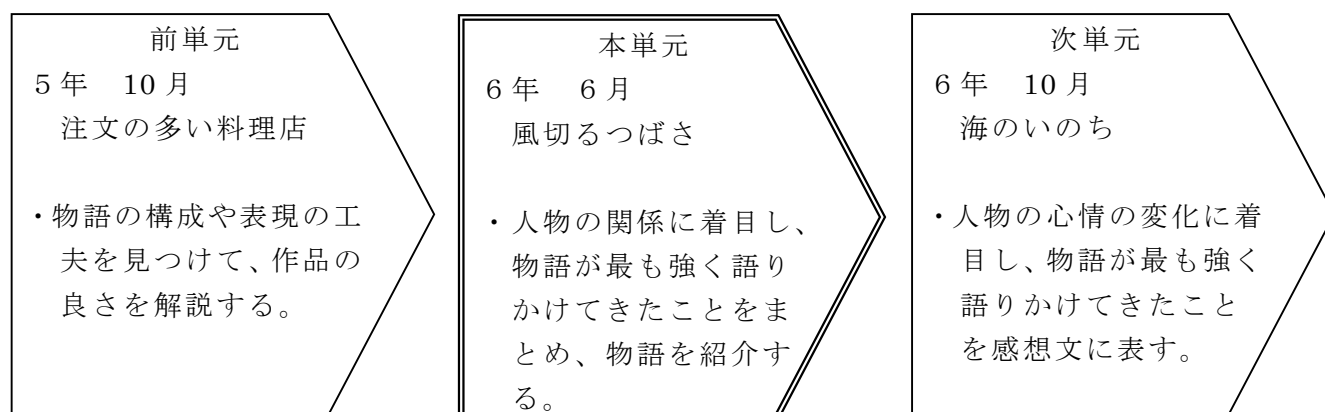 前単元
5年 10月
注文の多い料理店
・物語の構成や表現の工
夫を見つけて、作品の
良さを解説する。
本単元
6年 6月
風切るつばさ
・人物の関係に着目し、
物語が最も強く語り
かけてきたことをま
とめ、物語を紹介す
る。
次単元
6年 10月
海のいのち
・人物の心情の変化に着
目し、物語が最も強く
語りかけてきたこと
を感想文に表す。